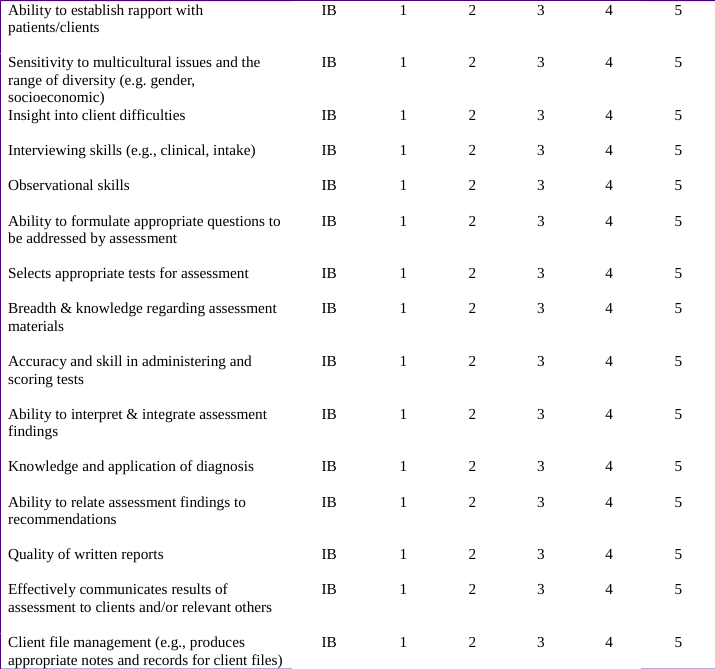 Ability to establish rapport with IB 1 2 3 4 5
patients/clients
Sensitivity to multicultural issues and the IB 1 2 3 4 5
range of diversity (e.g. gender,
socioeconomic)
Insight into client difficulties IB 1 2 3 4 5
Interviewing skills (e.g., clinical, intake) IB 1 2 3 4 5
Observational skills IB 1 2 3 4 5
Ability to formulate appropriate questions to IB 1 2 3 4 5
be addressed by assessment
Selects appropriate tests for assessment IB 1 2 3 4 5
Breadth & knowledge regarding assessment IB 1 2 3 4 5
materials
Accuracy and skill in administering and IB 1 2 3 4 5
scoring tests
Ability to interpret & integrate assessment IB 1 2 3 4 5
findings
Knowledge and application of diagnosis IB 1 2 3 4 5
Ability to relate assessment findings to IB 1 2 3 4 5
recommendations
Quality of written reports IB 1 2 3 4 5
Effectively communicates results of IB 1 2 3 4 5
assessment to clients and/or relevant others
Client file management (e.g., produces IB 1 2 3 4 5
appropriate notes and records for client files)